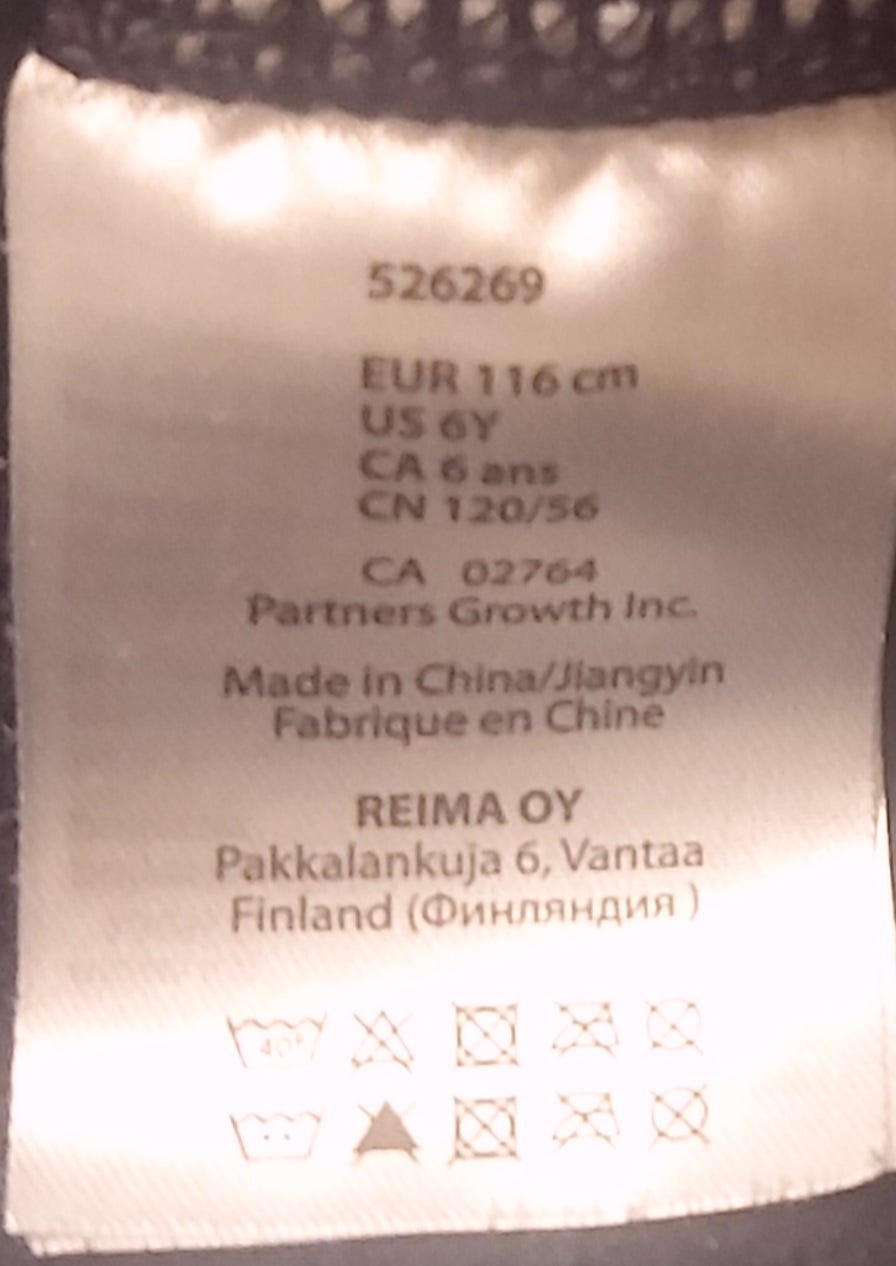 526269
EUR 116 cm
US 6Y
CA 6 ans
CN 120/56
CA 02764
Partners Growth Inc.
Made in China/Jiangyin
Fabrique en Chine
REIMA OY
Pakkalankuja 6, Vantaa
Finland (Финляндия )
40°